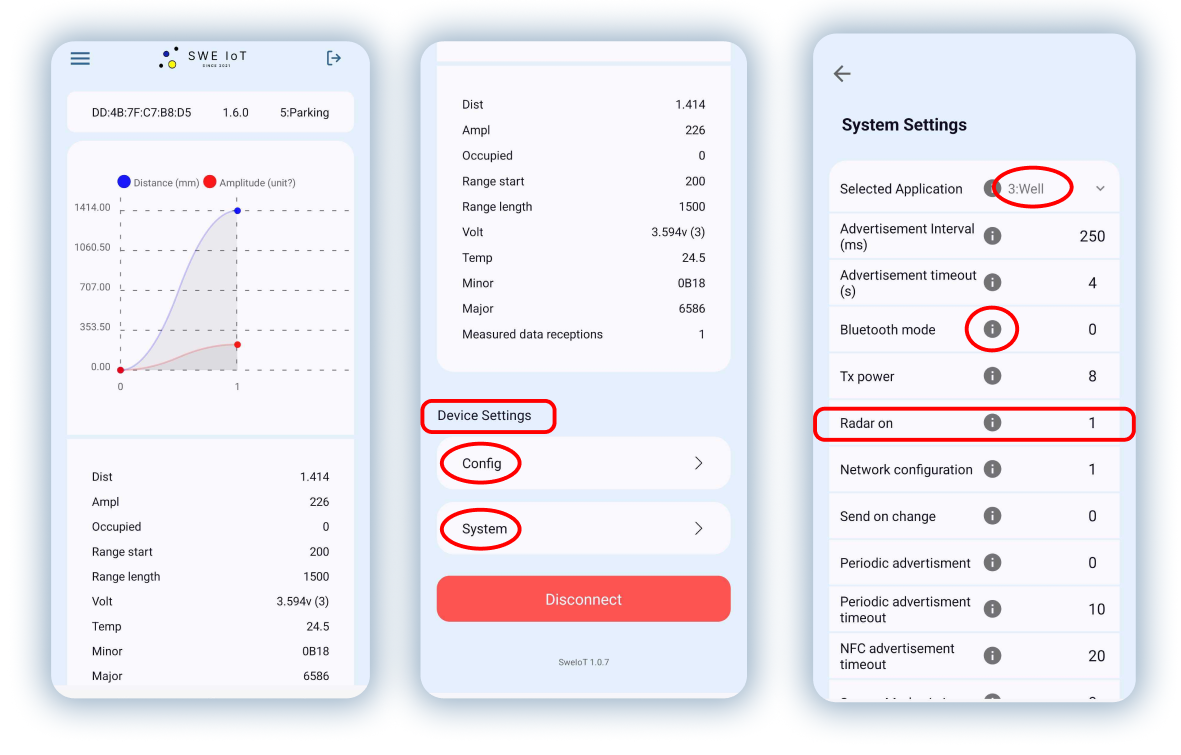 SWE IoT
SINCE 2021
DD:4B:7F:C7:B8:D5 1.6.0 5:Parking
Distance (mm) Amplitude (unit?)
1414.00
1060.50
707.00
353.50
0.00
0 1
Dist 1.414
Ampl 226
Occupied 0
Range start 200
Range length 1500
Volt 3.594v (3)
Temp 24.5
Minor 0B18
Major 6586
Dist 1.414
Ampl 226
Occupied 0
Range start 200
Range length 1500
Volt 3.594v (3)
Temp 24.5
Minor 0B18
Major 6586
Measured data receptions 1
Device Settings
Config
System
Disconnect
SweIoT 1.0.7
System Settings
Selected Application 3:Well
Advertisement Interval
(ms) 250
Advertisement timeout
(s) 4
Bluetooth mode 0
Tx power 8
Radar on 1
Network configuration 1
Send on change 0
Periodic advertisment 0
Periodic advertisment
timeout 10
NFC advertisement
timeout 20